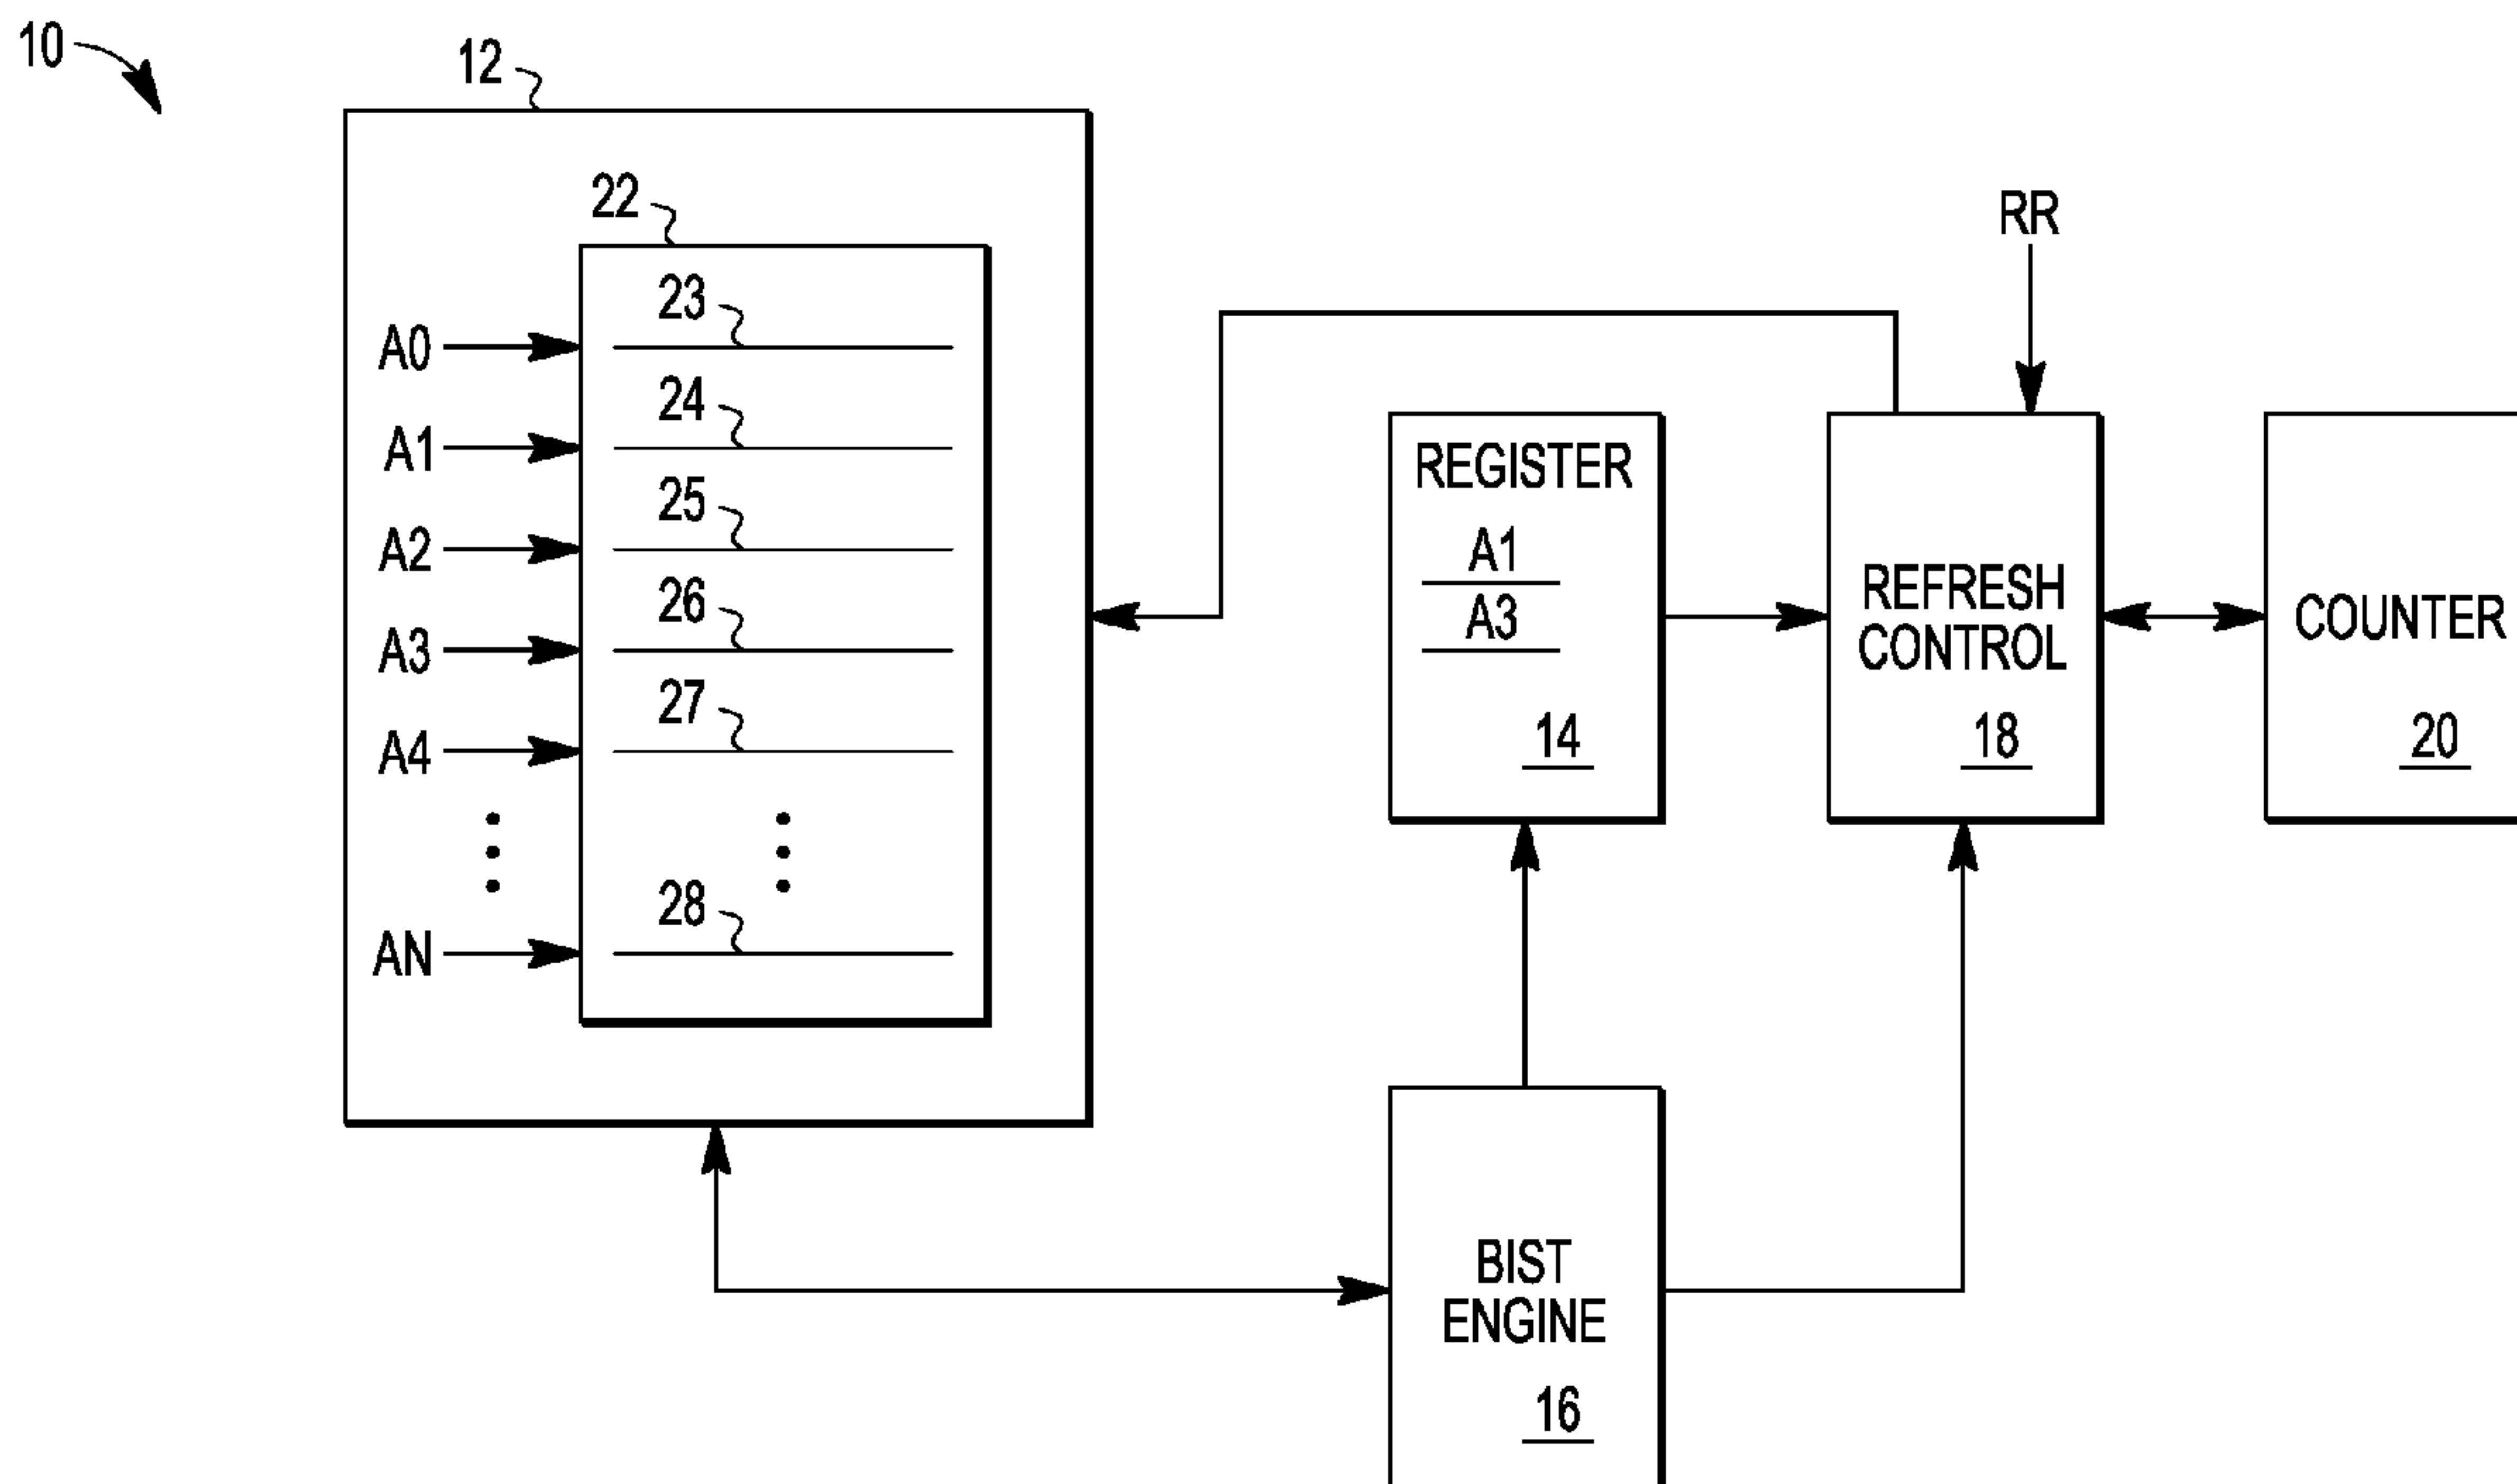 10
12
22
RR
23
A0
24
A1
25
A2
26
A3
27
A4
28
AN
REGISTER
A1
A3
14
REFRESH
CONTROL
18
COUNTER
20
BIST
ENGINE
16